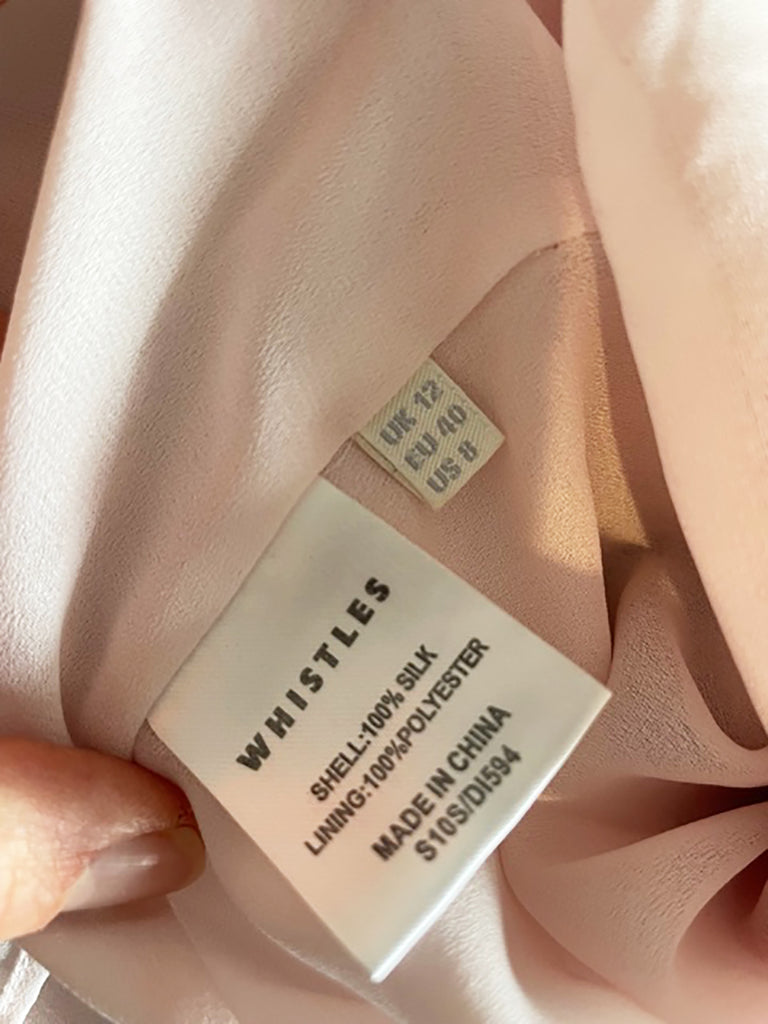 UK 12
EU 40
US 8
WHISTLES
SHELL:100% SILK
LINING:100%POLYESTER
MADE IN CHINA
S10S/DI594